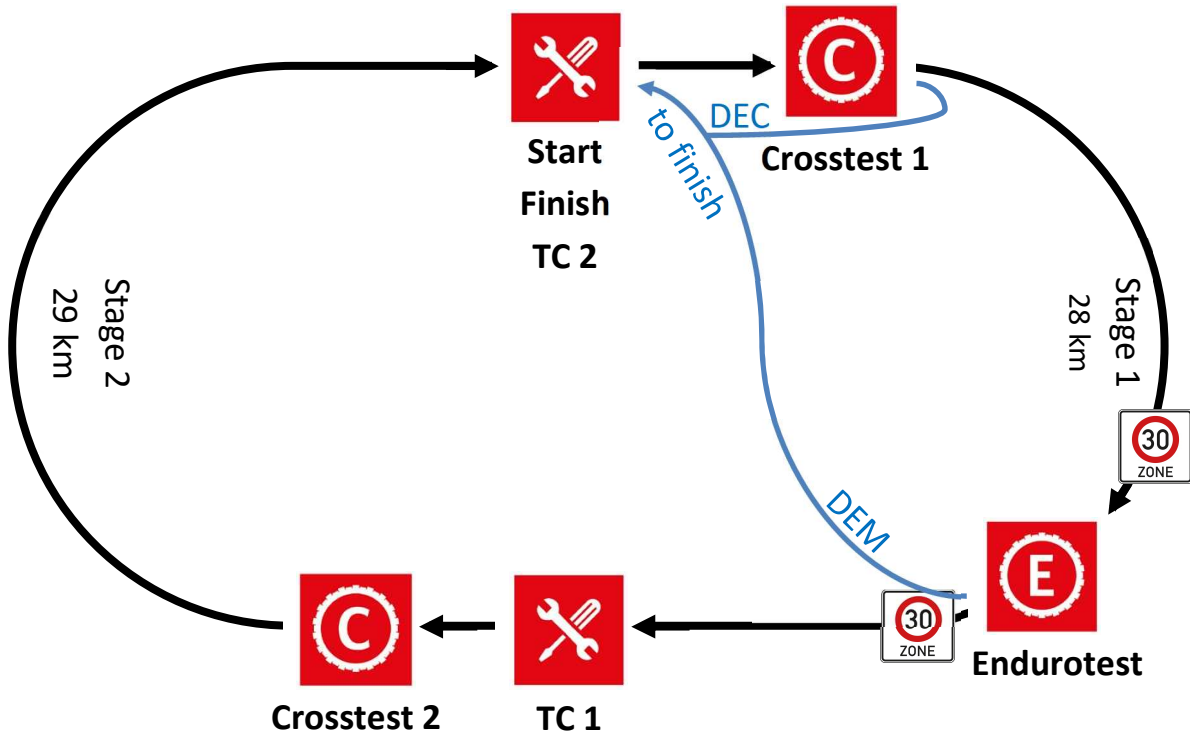 C
DEC
to finish
Start
Finish
TC 2
Crosstest 1
Stage 2
29 km
Stage 1
28 km
30
ZONE
DEM
E
C
30
ZONE
Endurotest
Crosstest 2
TC 1